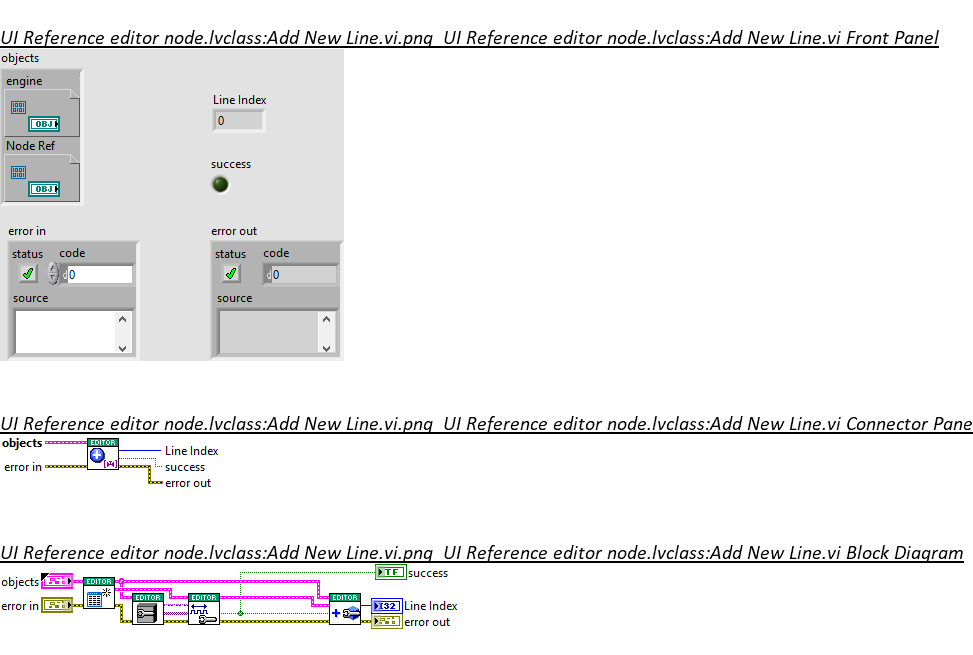 UI Reference editor node.lvclass:Add New Line.vi.png UI Reference editor node.lvclass:Add New Line.vi Front Panel
objects
engine
OBJ
Node Ref
OBJ
Line Index
0
success
error in
status code
d 0
source
error out
status code
d 0
source
UI Reference editor node.lvclass:Add New Line.vi.png UI Reference editor node.lvclass:Add New Line.vi Connector Pane
objects
error in
EDITOR
Line Index
success
error out
UI Reference editor node.lvclass:Add New Line.vi.png UI Reference editor node.lvclass:Add New Line.vi Block Diagram
objects
EDITOR
TF success
error in
EDITOR
EDITOR
EDITOR
I32 Line Index
error out